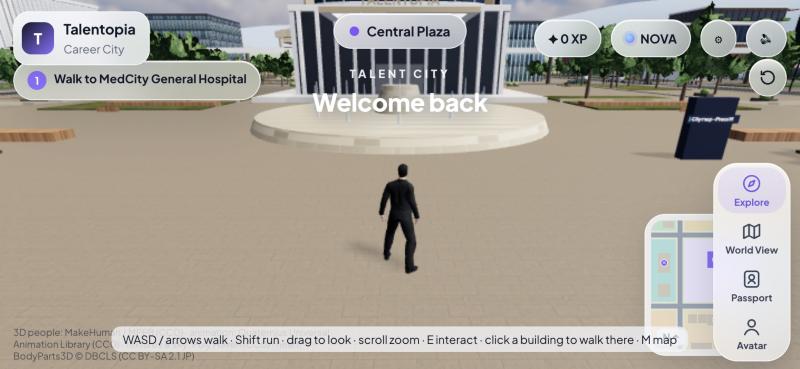 TALENTOPIA
T
Talentopia
Career City
Central Plaza
0 XP
NOVA
1
Walk to MedCity General Hospital
TALENT CITY
Welcome back
Explore
World View
Passport
Avatar
3D people: MakeHuman
Animation Library (CC0)
BodyParts3D © DBCLS (CC BY-SA 2.1 JP)
WASD / arrows walk · Shift run · drag to look · scroll zoom · E interact · click a building to walk there · M map